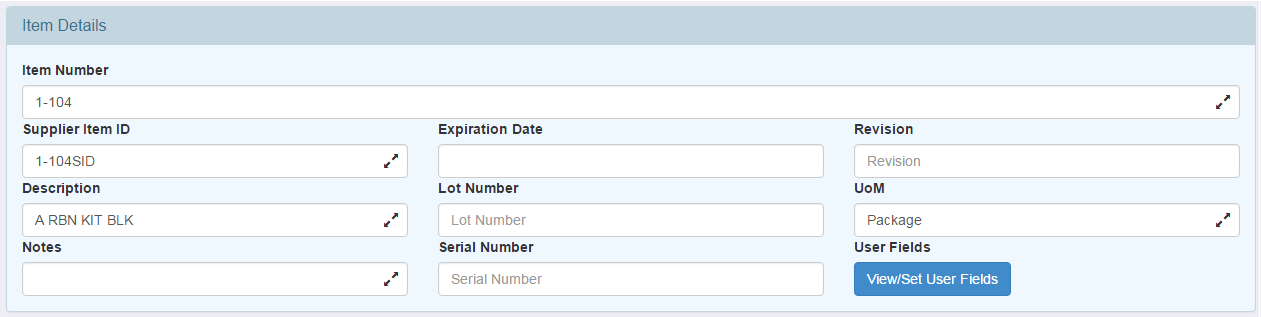 Item Details
Item Number
1-104
Supplier Item ID Expiration Date Revision
1-104SID Revision
Description Lot Number UoM
A RBN KIT BLK Lot Number Package
Notes Serial Number User Fields
Serial Number View/Set User Fields